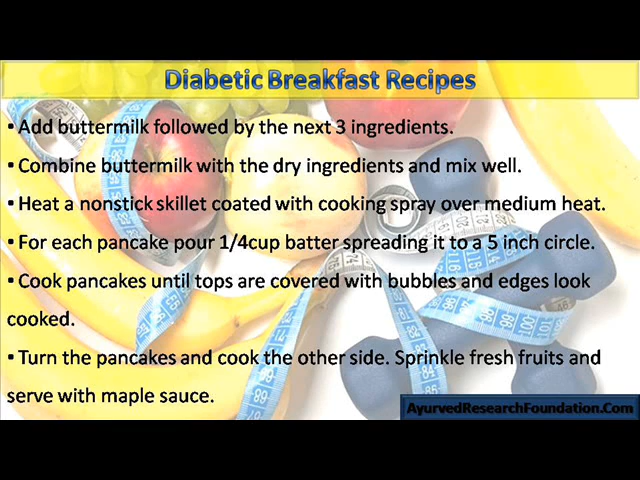 Diabetic Breakfast Recipes
• Add buttermilk followed by the next 3 ingredients.
• Combine buttermilk with the dry ingredients and mix well.
• Heat a nonstick skillet coated with cooking spray over medium heat.
• For each pancake pour 1/4cup batter spreading it to a 5 inch circle.
• Cook pancakes until tops are covered with bubbles and edges look
cooked.
• Turn the pancakes and cook the other side. Sprinkle fresh fruits and
serve with maple sauce.
AyurvedResearchFoundation.Com